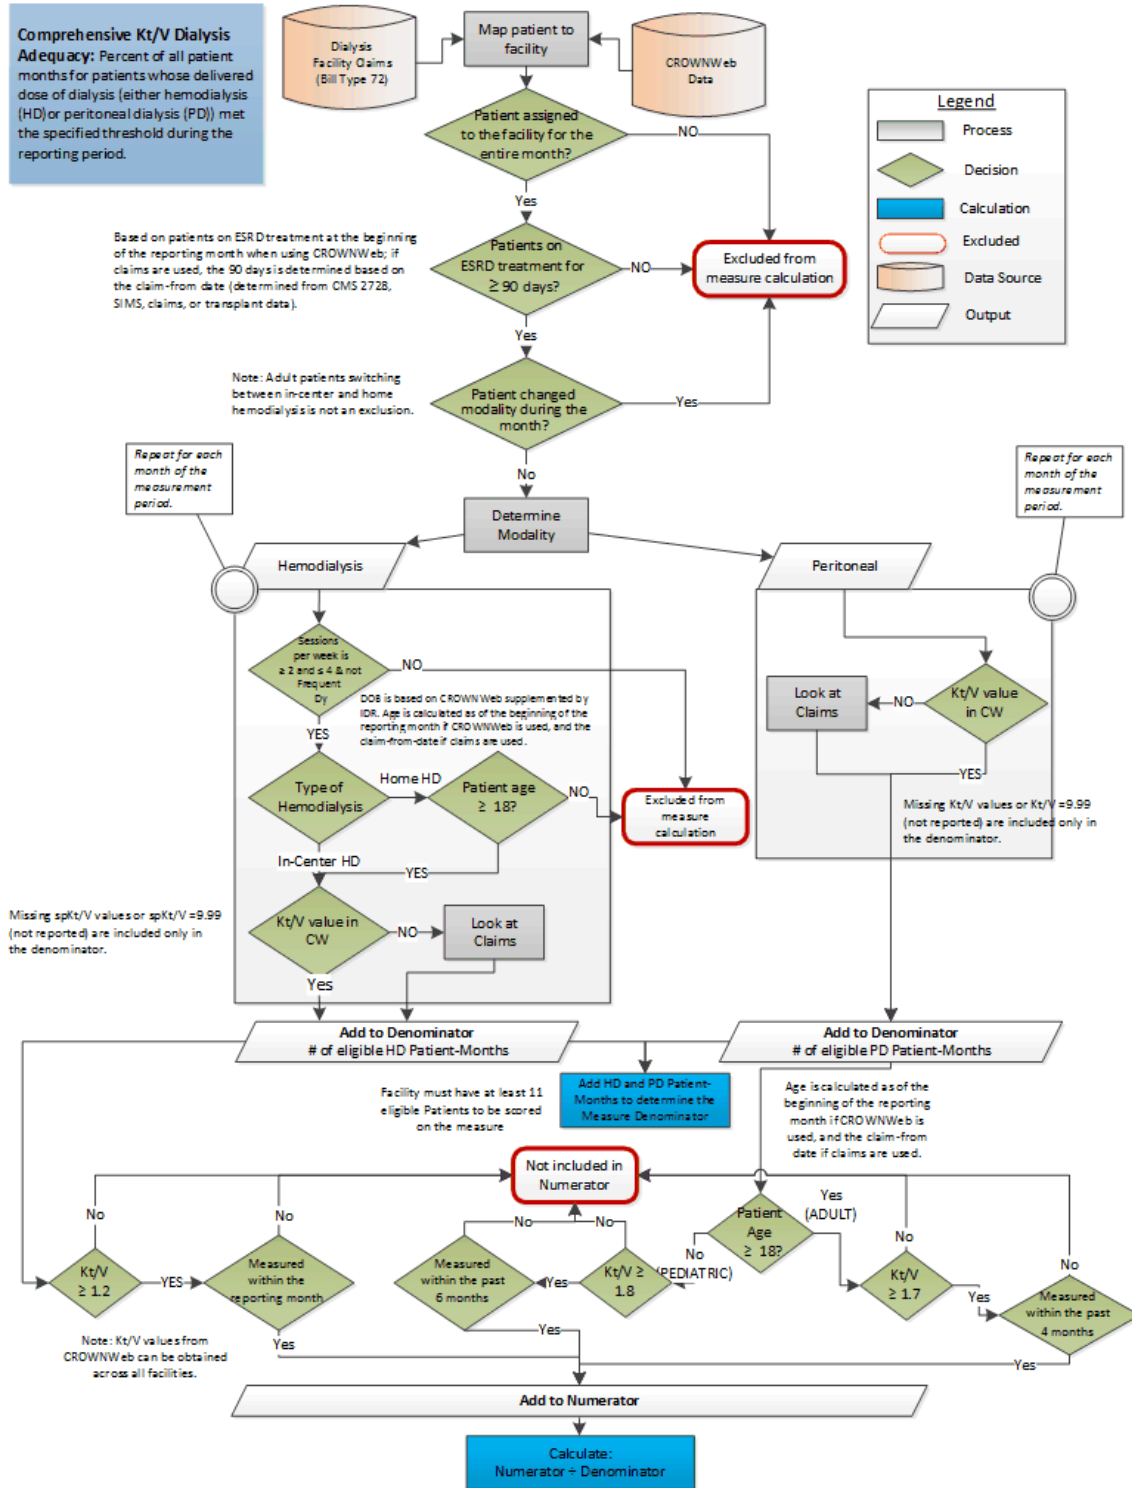 Comprehensive Kt/V Dialysis
Adequacy: Percent of all patient
months for patients whose delivered
dose of dialysis (either hemodialysis
(HD) or peritoneal dialysis (PD)) met
the specified threshold during the
reporting period.
Dialysis
Facility Claims
(Bill Type 72)
Map patient to
facility
CROWNWeb
Data
Legend
Process
Decision
Calculation
Excluded
Data Source
Output
Patient assigned
to the facility for the
entire month?
NO
Yes
Based on patients on ESRD treatment at the beginning
of the reporting month when using CROWNWeb; if
claims are used, the 90 days is determined based on
the claim-from date (determined from CMS 2728,
SIMS, claims, or transplant data).
Patients on
ESRD treatment for
≥ 90 days?
NO
Excluded from
measure calculation
Yes
Note: Adult patients switching
between in-center and home
hemodialysis is not an exclusion.
Patient changed
modality during the
month?
Yes
No
Repeat for each
month of the
measurement
period.
Repeat for each
month of the
measurement
period.
Determine
Modality
Hemodialysis
Peritoneal
Sessions
per week is
≥ 2 and ≤ 4 & not
Frequent
Dy
NO
YES
DOB is based on CROWNWeb supplemented by
IDR. Age is calculated as of the beginning of the
reporting month if CROWNWeb is used, and the
claim-from-date if claims are used.
Look at
Claims
NO
Kt/V value
in CW
YES
Type of
Hemodialysis
Home HD
Patient age
≥ 18?
NO
Excluded from
measure
calculation
Missing Kt/V values or Kt/V =9.99
(not reported) are included only in
the denominator.
In-Center HD
YES
Missing spKt/V values or spKt/V =9.99
(not reported) are included only in
the denominator.
Kt/V value in
CW
NO
Look at
Claims
Yes
Add to Denominator
# of eligible HD Patient-Months
Add to Denominator
# of eligible PD Patient-Months
Facility must have at least 11
eligible Patients to be scored
on the measure
Add HD and PD Patient-
Months to determine the
Measure Denominator
Age is calculated as of the
beginning of the reporting
month if CROWNWeb is
used, and the claim-from
date if claims are used.
Not included in
Numerator
No
No
No
No
Patient
Age
≥ 18?
Yes
(ADULT)
No
(PEDIATRIC)
No
No
Kt/V
≥ 1.2
YES
Measured
within the
reporting month
Measured
within the past
6 months
Yes
Kt/V ≥
1.8
Kt/V
≥ 1.7
Yes
Measured
within the past
4 months
Note: Kt/V values from
CROWNWeb can be obtained
across all facilities.
Yes
Yes
Yes
Add to Numerator
Calculate:
Numerator ÷ Denominator